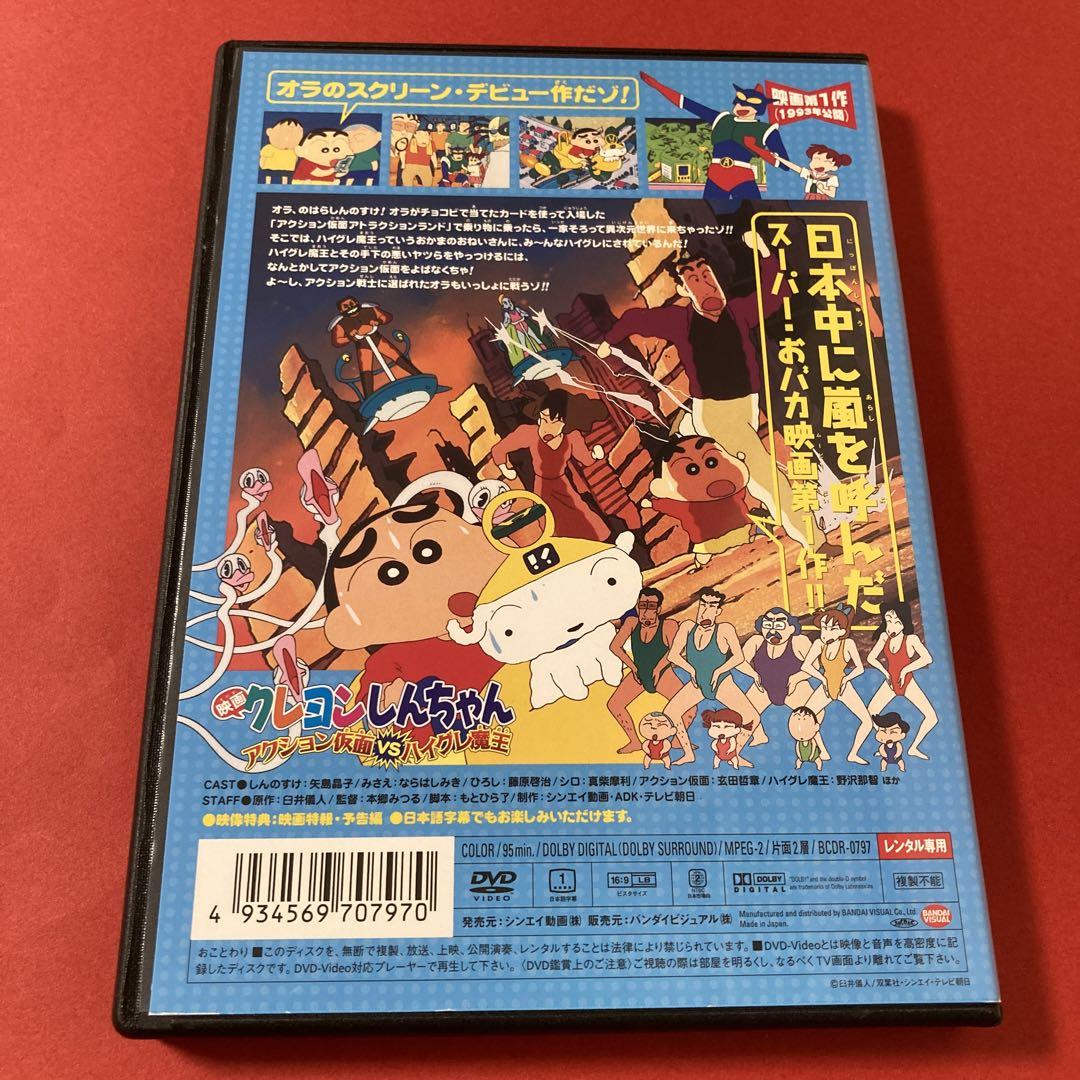 オラのスクリーン・デビュー作だゾ!
映画第1作
(1993年公開)
オラ、のはらしんのすけ! オラがチョコビで当てたカードを使って入場した
「アクション仮面アトラクションランド」で乗り物に乗ったら、一家そろって異次元世界に来ちゃったゾ!!
そこでは、ハイグレ魔王っていうおかまのおねいさんに、み〜んなハイグレにされているんだ!
ハイグレ魔王とその手下の悪いヤツらをやっつけるには、
なんとかしてアクション仮面をよばなくちゃ!
よ〜し、アクション戦士に選ばれたオラもいっしょに戦うゾ!!
日本中に嵐を呼んだ
スーパー!おバカ映画第1作!!
映画 クレヨンしんちゃん
アクション仮面VSハイグレ魔王
CAST●しんのすけ:矢島晶子/みさえ:ならはしみき/ひろし:藤原啓治/シロ:真柴摩利/アクション仮面:玄田哲章/ハイグレ魔王:野沢那智 ほか
STAFF●原作:臼井儀人/監督:本郷みつる/脚本:もとひら了/制作:シンエイ動画・ADK・テレビ朝日
●映像特典:映画特報・予告編 ●日本語字幕でもお楽しみいただけます。
COLOR/95min./DOLBY DIGITAL(DOLBY SURROUND)/MPEG-2/片面2層/BCDR-0797
レンタル専用
DVD VIDEO
1 日本語字幕
16:9 LB ビスタサイズ
2 NTSC 日本市場向
DOLBY DIGITAL
"DOLBY" and the double-D symbol are trademarks of Dolby Laboratories
複製不能
4 934569 707970
発売元:シンエイ動画(株) 販売元:バンダイビジュアル(株)
Manufactured and distributed by BANDAI VISUAL Co., Ltd.
Made in Japan.
BANDAI VISUAL
おことわり ■このディスクを、無断で複製、放送、上映、公開演奏、レンタルすることは法律により禁じられています。■DVD-Videoとは映像と音声を高密度に記
録したディスクです。DVD-Video対応プレーヤーで再生して下さい。〈DVD鑑賞上のご注意〉ご視聴の際は部屋を明るくし、なるべくTV画面より離れてご覧下さい。
©臼井儀人/双葉社・シンエイ・テレビ朝日